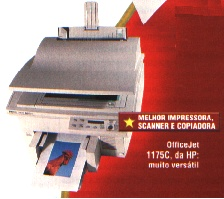 MELHOR IMPRESSORA,
SCANNER E COPIADORA
OfficeJet
1175C, da HP:
muito versátil